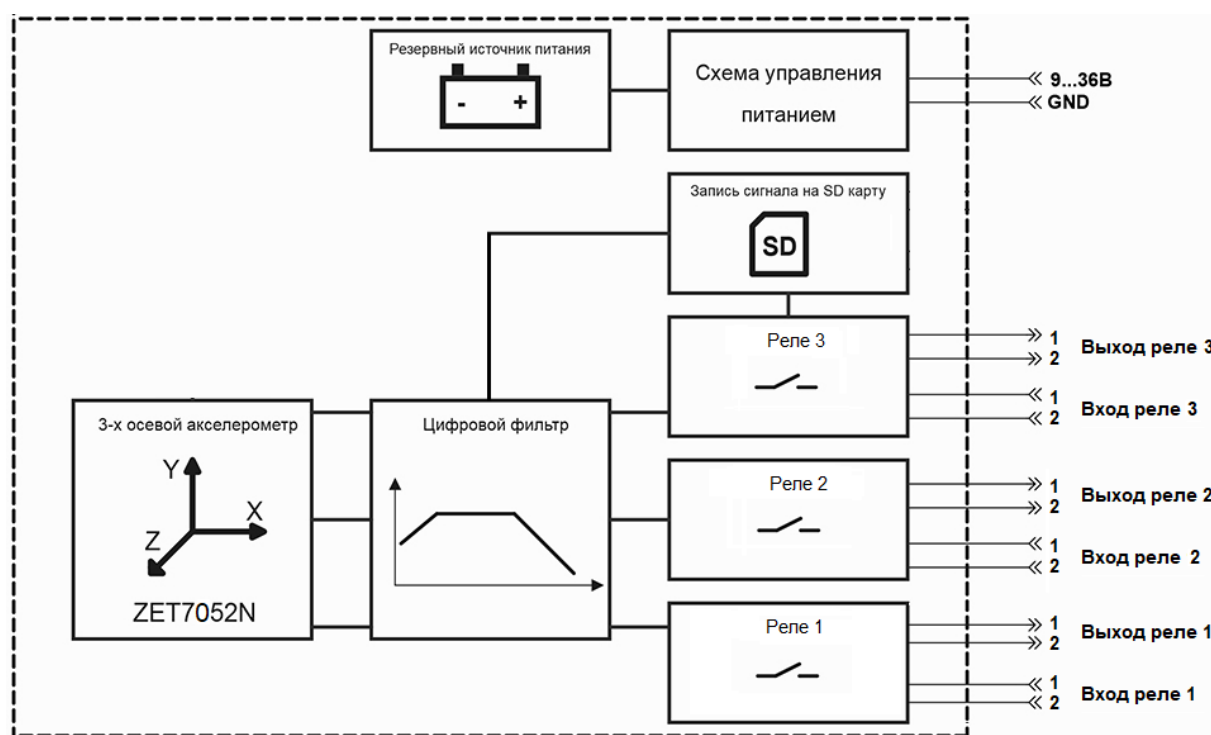 Резервный источник питания
- +
Схема управления
питанием
9...36В
GND
Запись сигнала на SD карту
SD
Реле 3
1
2
Выход реле 3
1
2
Вход реле 3
3-х осевой акселерометр
Y
X
Z
ZET7052N
Цифровой фильтр
Реле 2
1
2
Выход реле 2
1
2
Вход реле 2
Реле 1
1
2
Выход реле 1
1
2
Вход реле 1